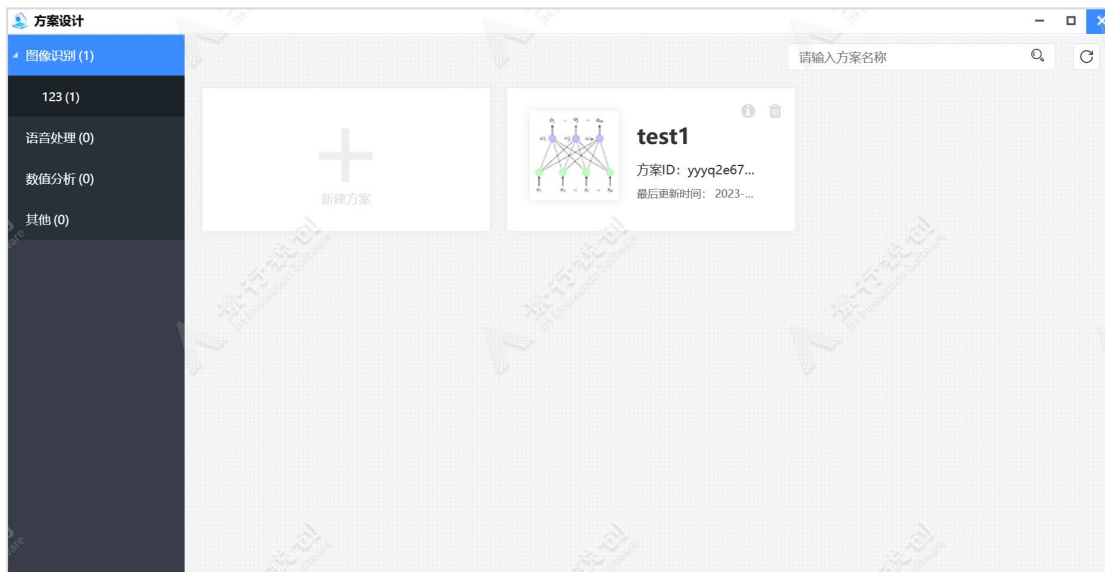 方案设计
图像识别 (1)
123 (1)
语音处理 (0)
数值分析 (0)
其他 (0)
请输入方案名称
新建方案
test1
方案ID：yyyq2e67...
最后更新时间： 2023-...